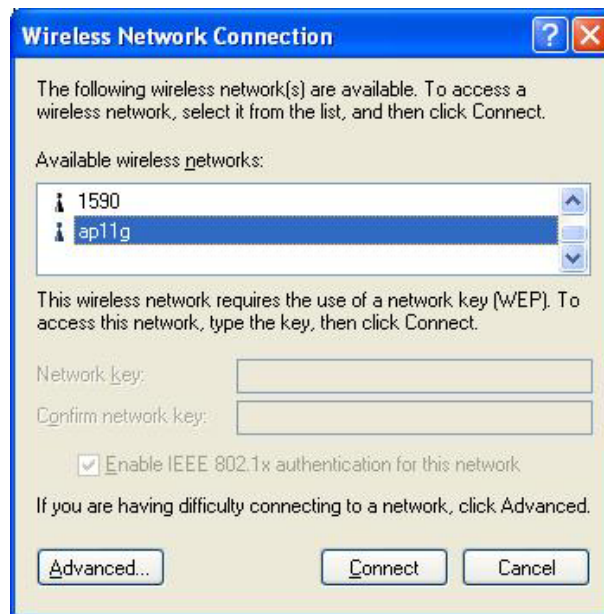 Wireless Network Connection
The following wireless network(s) are available. To access a
wireless network, select it from the list, and then click Connect.
Available wireless networks:
1590
ap11g
This wireless network requires the use of a network key (WEP). To
access this network, type the key, then click Connect.
Network key:
Confirm network key:
Enable IEEE 802.1x authentication for this network
If you are having difficulty connecting to a network, click Advanced.
Advanced... Connect Cancel